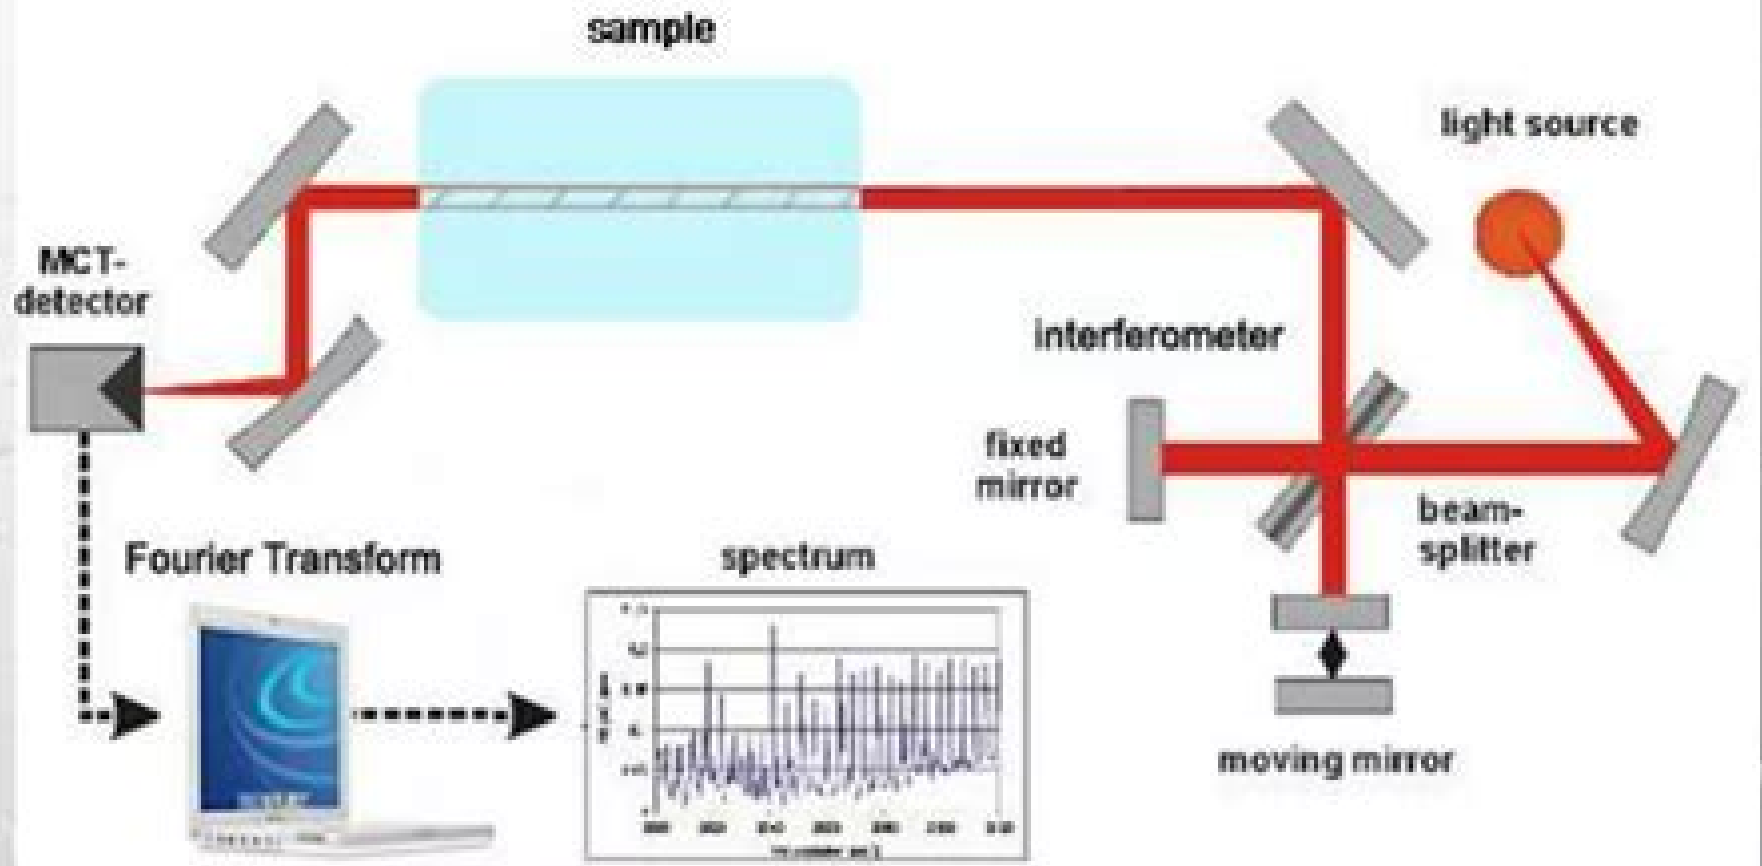 sample
light source
MCT-
detector
interferometer
fixed
mirror
beam-
splitter
Fourier Transform
spectrum
moving mirror